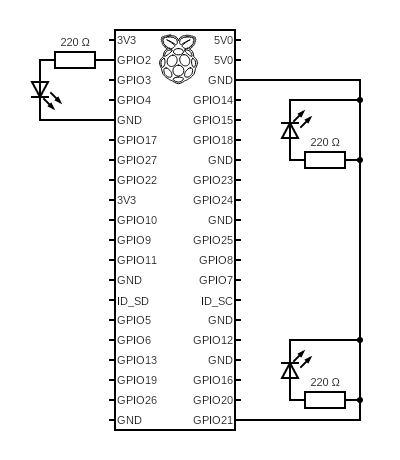 220 Ω
3V3 5V0
GPIO2 5V0
GPIO3 GND
GPIO4 GPIO14
GND GPIO15
GPIO17 GPIO18
220 Ω
GPIO27 GND
GPIO22 GPIO23
3V3 GPIO24
GPIO10 GND
GPIO9 GPIO25
GPIO11 GPIO8
GND GPIO7
ID_SD ID_SC
GPIO5 GND
GPIO6 GPIO12
GPIO13 GND
GPIO19 GPIO16
220 Ω
GPIO26 GPIO20
GND GPIO21